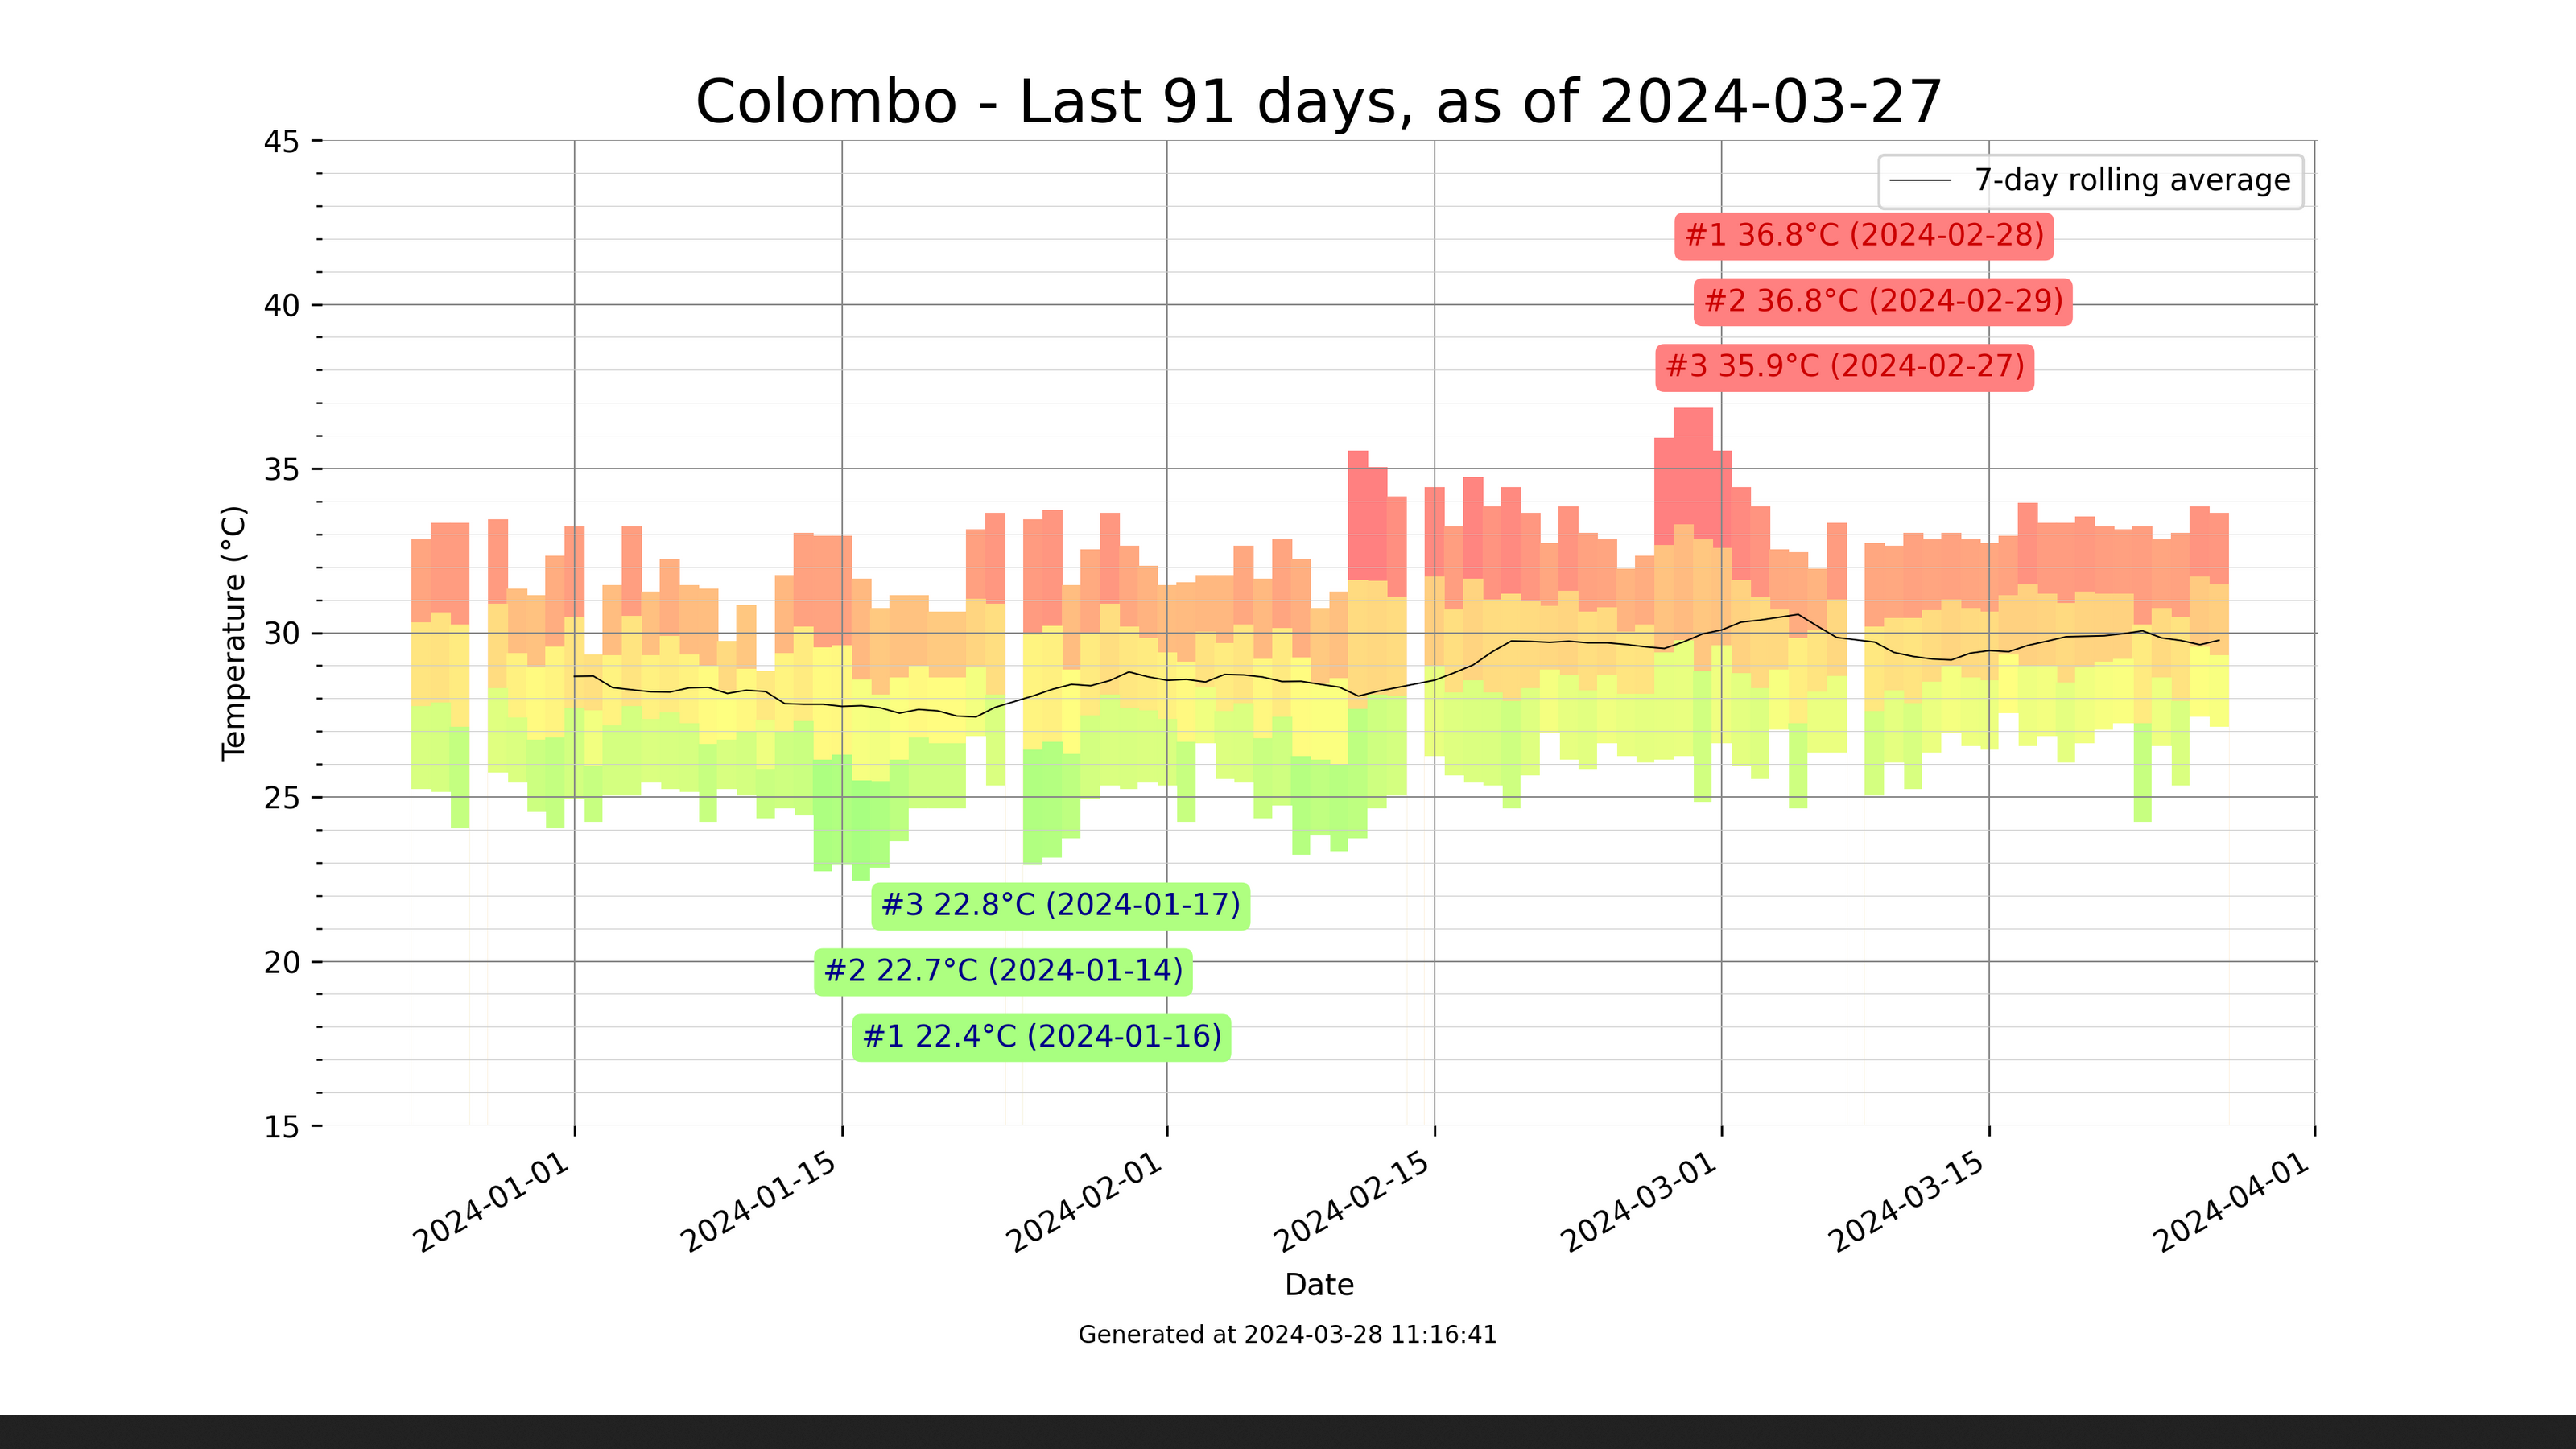 Colombo - Last 91 days, as of 2024-03-27
45
7-day rolling average
#1 36.8°C (2024-02-28)
40
#2 36.8°C (2024-02-29)
#3 35.9°C (2024-02-27)
35
Temperature (°C)
30
25
#3 22.8°C (2024-01-17)
20
#2 22.7°C (2024-01-14)
#1 22.4°C (2024-01-16)
15
2024-01-01
2024-01-15
2024-02-01
2024-02-15
2024-03-01
2024-03-15
2024-04-01
Date
Generated at 2024-03-28 11:16:41